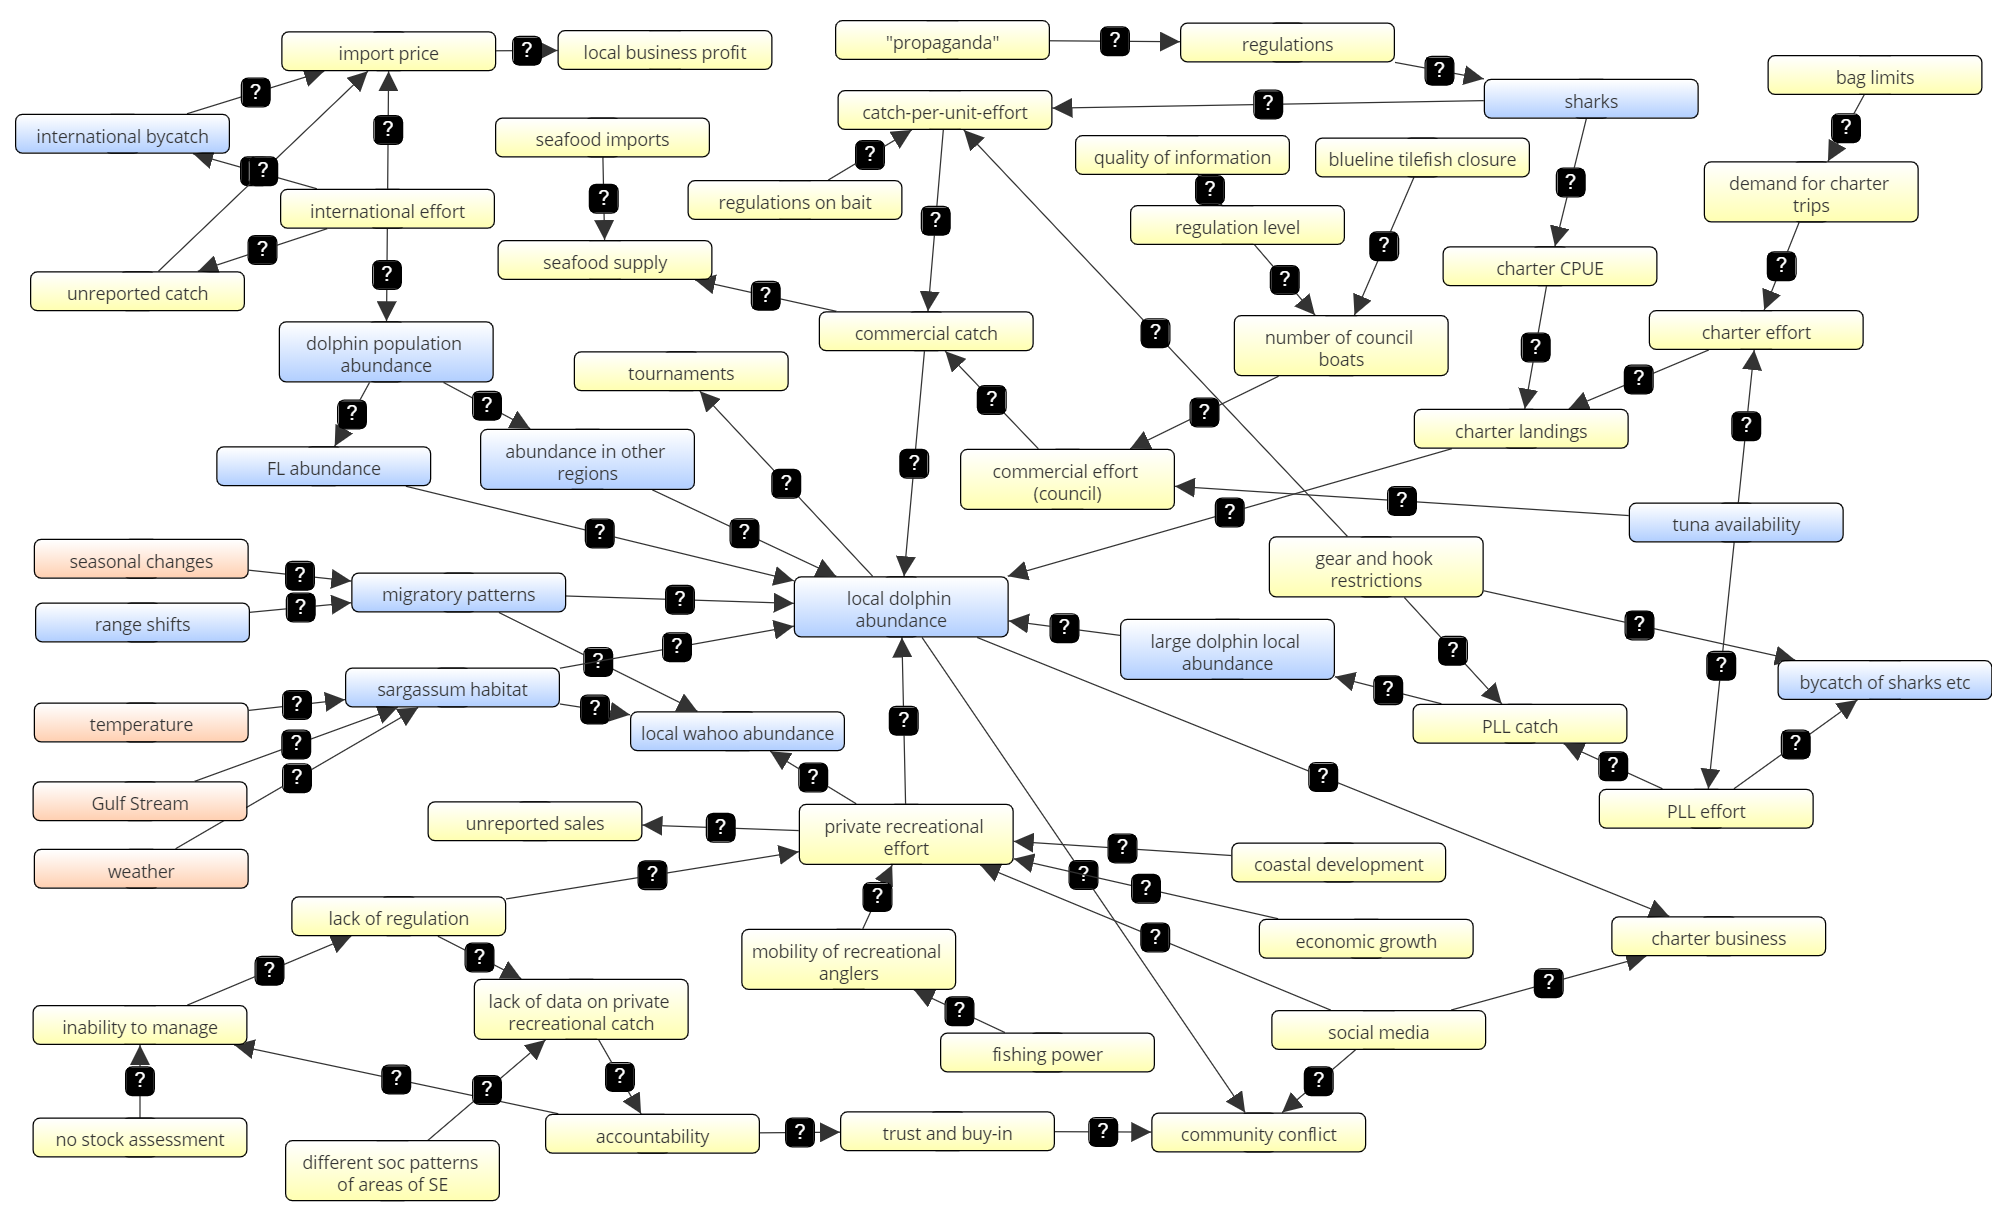 import price
?
local business profit
"propaganda"
?
regulations
?
sharks
bag limits
?
international bycatch
?
catch-per-unit-effort
?
?
seafood imports
?
quality of information
blueline tilefish closure
?
?
international effort
?
regulations on bait
?
?
regulation level
?
?
demand for charter
trips
?
unreported catch
?
?
seafood supply
?
?
charter CPUE
?
dolphin population
abundance
?
commercial catch
?
number of council
boats
?
charter effort
?
?
?
tournaments
?
?
?
charter landings
?
FL abundance
abundance in other
regions
?
?
?
commercial effort
(council)
?
?
tuna availability
?
seasonal changes
?
migratory patterns
?
local dolphin
abundance
gear and hook
restrictions
range shifts
?
?
?
large dolphin local
abundance
?
?
?
?
sargassum habitat
?
bycatch of sharks etc
temperature
?
?
local wahoo abundance
?
PLL catch
?
?
?
?
?
Gulf Stream
unreported sales
?
private recreational
effort
?
coastal development
PLL effort
weather
?
?
?
?
lack of regulation
?
mobility of recreational
anglers
?
economic growth
charter business
?
inability to manage
lack of data on private
recreational catch
?
social media
?
?
?
?
?
fishing power
?
no stock assessment
accountability
?
trust and buy-in
?
community conflict
different soc patterns
of areas of SE